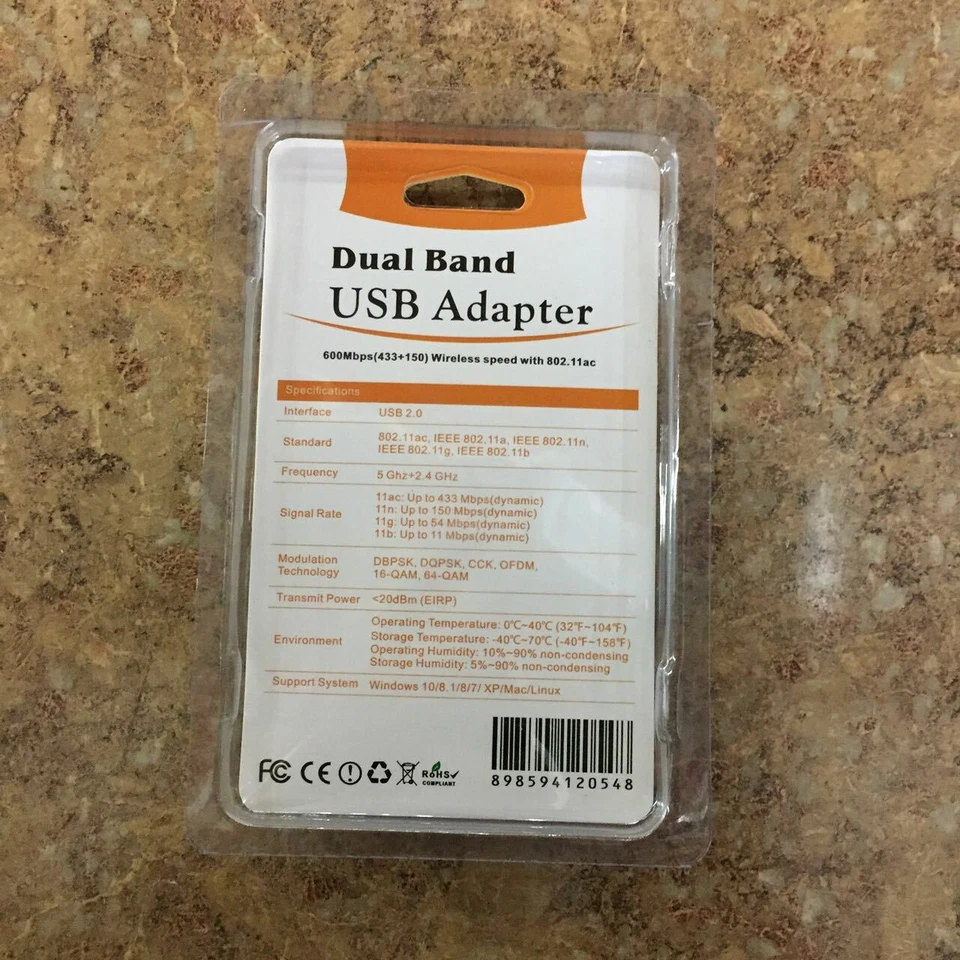 Dual Band
USB Adapter
600Mbps(433+150) Wireless speed with 802.11ac
Specifications
Interface USB 2.0
Standard 802.11ac, IEEE 802.11a, IEEE 802.11n,
IEEE 802.11g, IEEE 802.11b
Frequency 5 Ghz+2.4 GHz
Signal Rate 11ac: Up to 433 Mbps(dynamic)
11n: Up to 150 Mbps(dynamic)
11g: Up to 54 Mbps(dynamic)
11b: Up to 11 Mbps(dynamic)
Modulation Technology DBPSK, DQPSK, CCK, OFDM,
16-QAM, 64-QAM
Transmit Power <20dBm (EIRP)
Environment Operating Temperature: 0℃~40℃ (32℉~104℉)
Storage Temperature: -40℃~70℃ (-40℉~158℉)
Operating Humidity: 10%~90% non-condensing
Storage Humidity: 5%~90% non-condensing
Support System Windows 10/8.1/8/7/ XP/Mac/Linux
FC CE RoHS
COMPLIANT
898594120548